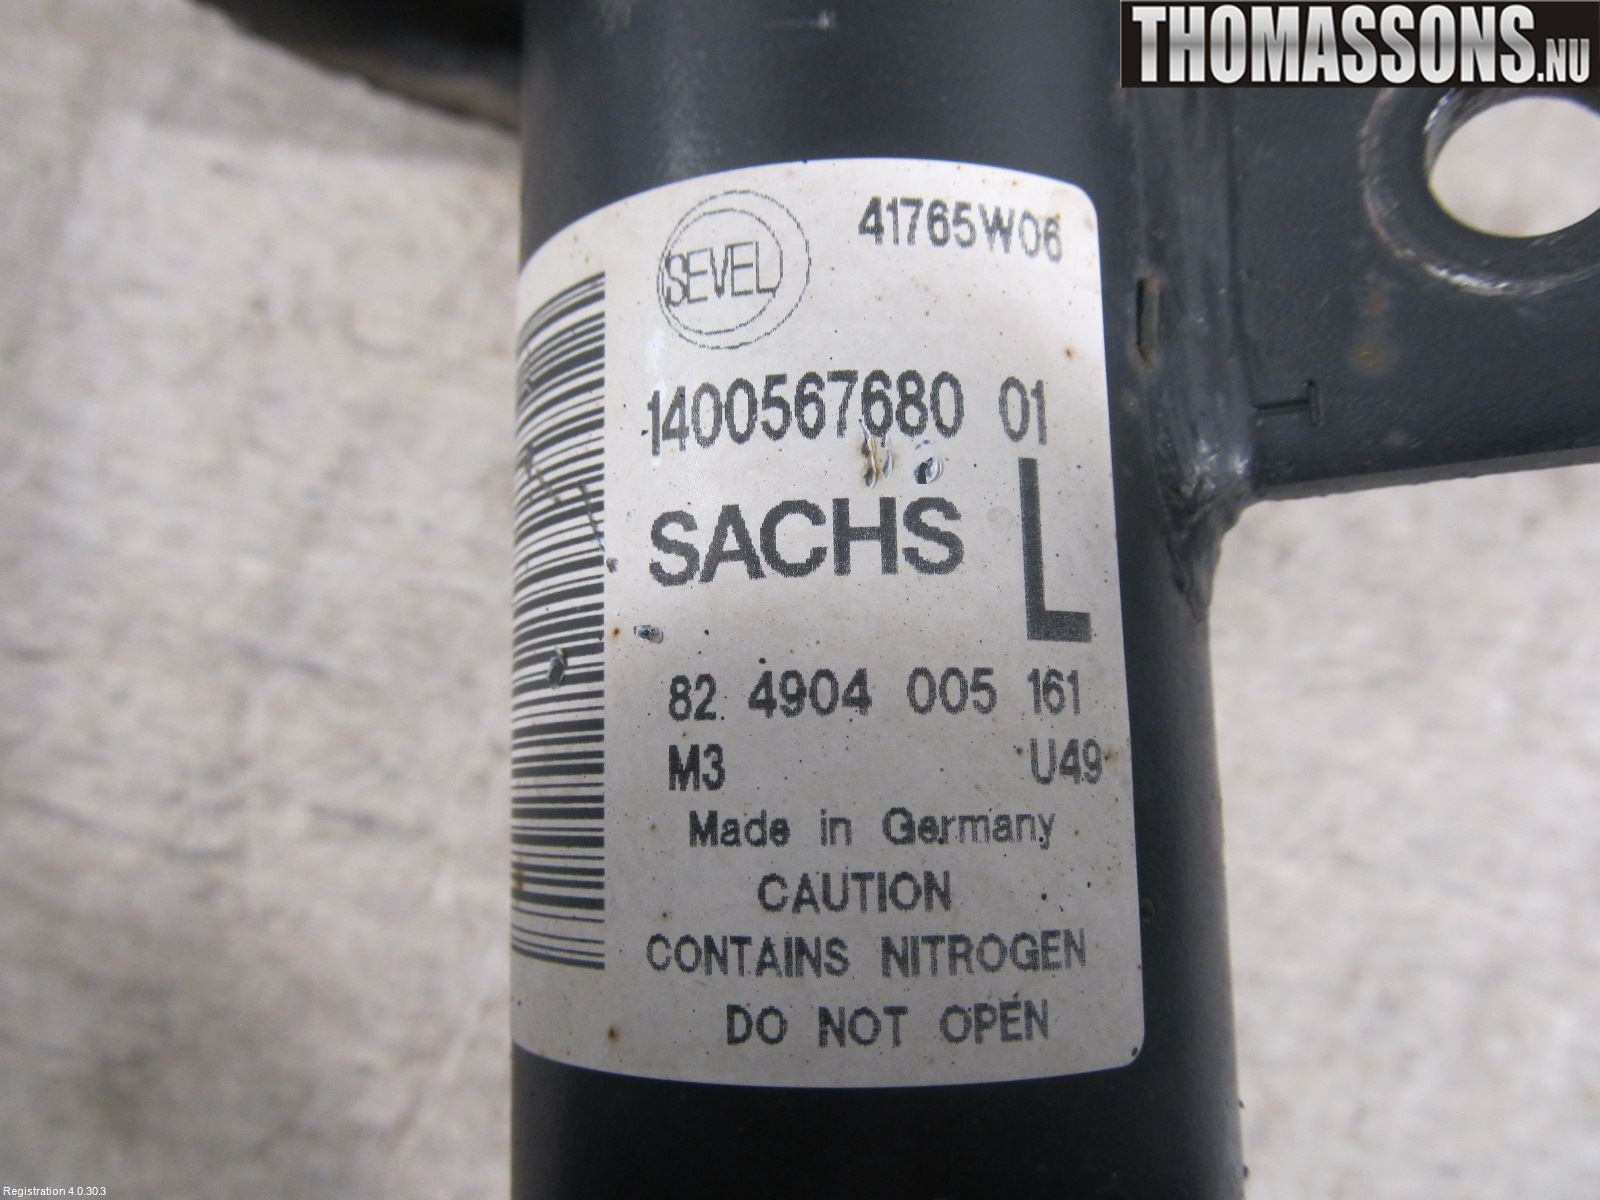 THOMASSONS.NU
SEVEL
41765W06
1400567680 01
SACHS L
82 4904 005 161
M3 U49
Made in Germany
CAUTION
CONTAINS NITROGEN
DO NOT OPEN
Registration 4.0.30.3